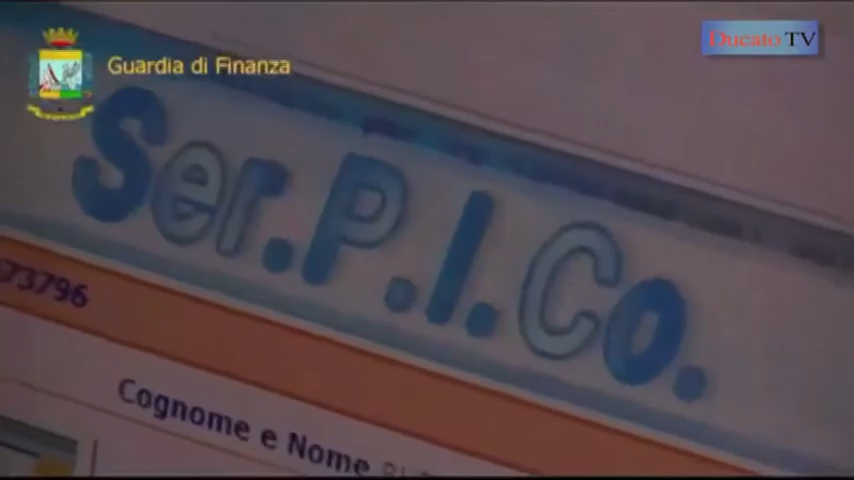 Guardia di Finanza
Ducato TV
Ser.P.I.Co.
73796
Cognome e Nome